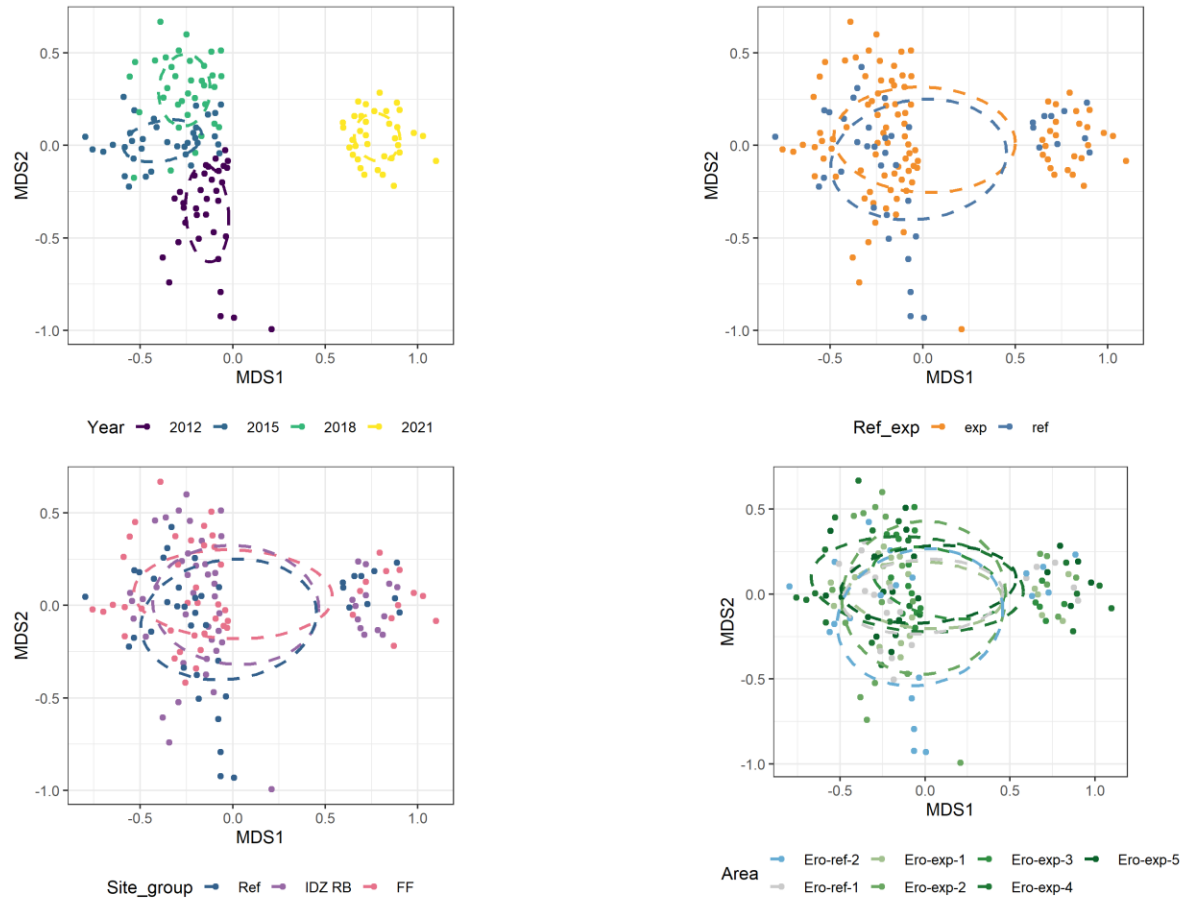 0.5
0.0
-0.5
-1.0
MDS2
-0.5 0.0 0.5 1.0
MDS1
Year 2012 2015 2018 2021
0.5
0.0
-0.5
-1.0
MDS2
-0.5 0.0 0.5 1.0
MDS1
Ref_exp exp ref
0.5
0.0
-0.5
-1.0
MDS2
-0.5 0.0 0.5 1.0
MDS1
Site_group Ref IDZ RB FF
0.5
0.0
-0.5
-1.0
MDS2
-0.5 0.0 0.5 1.0
MDS1
Area
Ero-ref-2 Ero-exp-1 Ero-exp-3 Ero-exp-5
Ero-ref-1 Ero-exp-2 Ero-exp-4